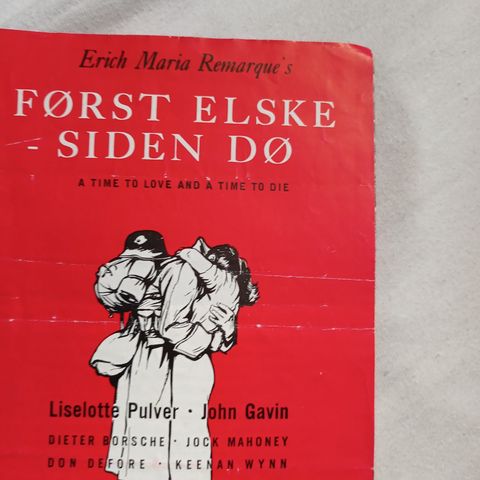 Erich Maria Remarque's
FØRST ELSKE
- SIDEN DØ
A TIME TO LOVE AND A TIME TO DIE
Liselotte Pulver · John Gavin
DIETER BORSCHE · JOCK MAHONEY
DON DEFORE · KEENAN WYNN